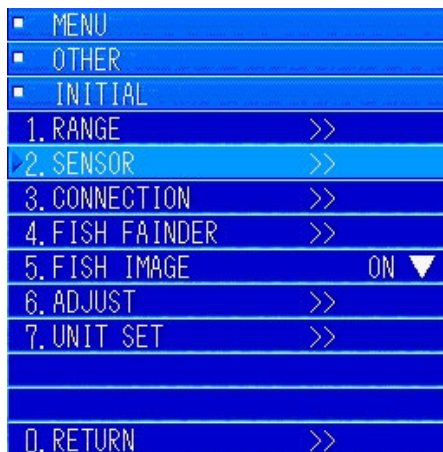 MENU
OTHER
INITIAL
1. RANGE >>
2. SENSOR >>
3. CONNECTION >>
4. FISH FAINDER >>
5. FISH IMAGE ON ▼
6. ADJUST >>
7. UNIT SET >>
0. RETURN >>